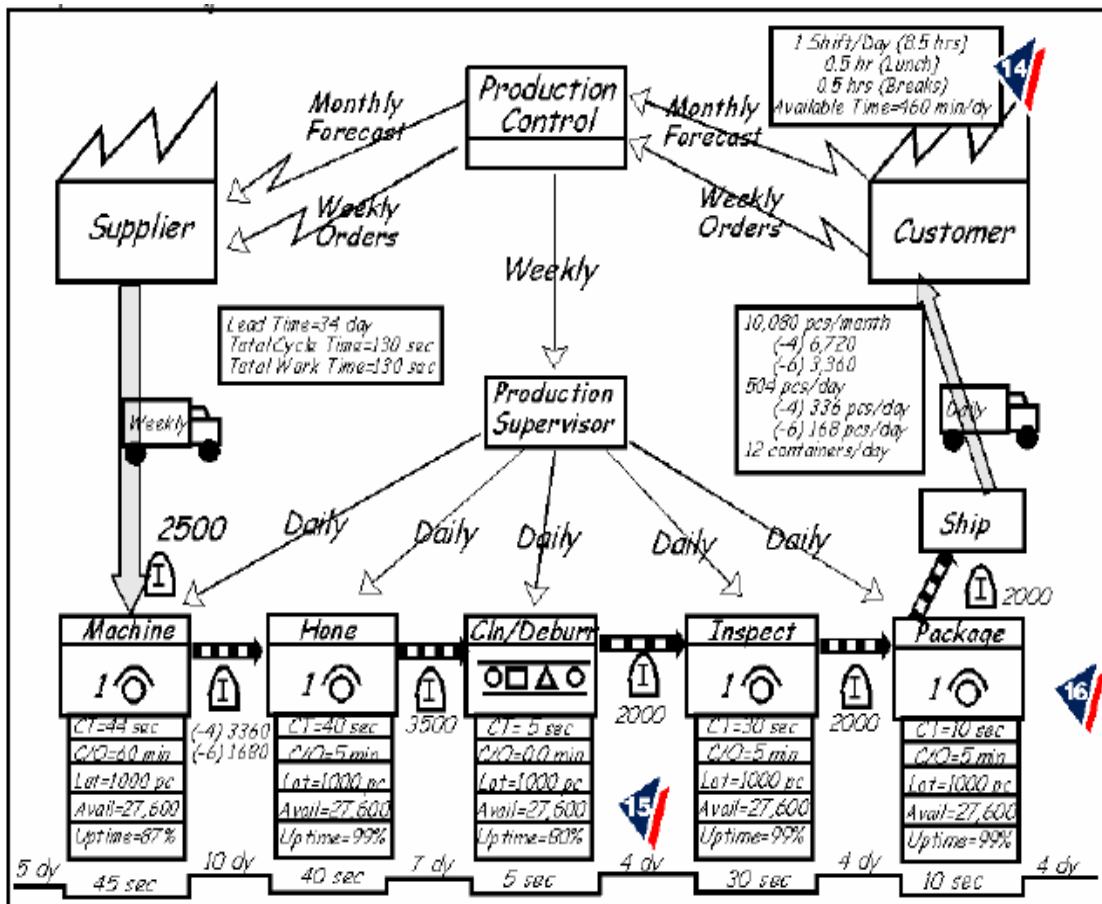 1 Shift/Day (8.5 hrs)
0.5 hr (Lunch)
0.5 hrs (Breaks)
Available Time=460 min/dy
14
Production
Control
Monthly
Forecast
Monthly
Forecast
Weekly
Orders
Weekly
Orders
Supplier
Customer
Weekly
Lead Time=34 day
Total Cycle Time=130 sec
Total Work Time=130 sec
10,080 pcs/month
(-4) 6,720
(-6) 3,360
504 pcs/day
(-4) 336 pcs/day
(-6) 168 pcs/day
12 containers/day
Production
Supervisor
Weekly
Daily
Ship
2500
I
Daily
Daily
Daily
Daily
Daily
I
2000
Machine
1
CT=44 sec
C/O=60 min
Lot=1000 pc
Avail=27,600
Uptime=87%
I
(-4) 3360
(-6) 1680
Hone
1
CT=40 sec
C/O=5 min
Lot=1000 pc
Avail=27,600
Uptime=99%
I
3500
Cln/Deburr
CT= 5 sec
C/O=0.0 min
Lot=1000 pc
Avail=27,600
Uptime=80%
I
2000
15
Inspect
1
CT=30 sec
C/O=5 min
Lot=1000 pc
Avail=27,600
Uptime=99%
I
2000
Package
1
CT=10 sec
C/O=5 min
Lot=1000 pc
Avail=27,600
Uptime=99%
16
5 dy
45 sec
10 dy
40 sec
7 dy
5 sec
4 dy
30 sec
4 dy
10 sec
4 dy